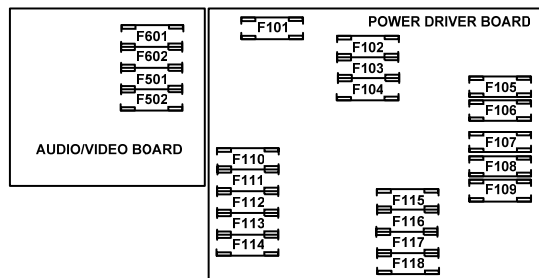 F601
F602
F501
F502
AUDIO/VIDEO BOARD
POWER DRIVER BOARD
F101
F102
F103
F104
F105
F106
F107
F108
F109
F110
F111
F112
F113
F114
F115
F116
F117
F118